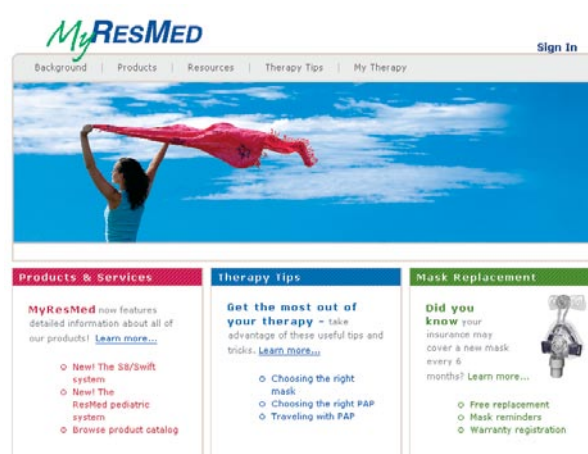 MyResMed
Sign In
Background | Products | Resources | Therapy Tips | My Therapy
Products & Services
MyResMed now features
detailed information about all of
our products! Learn more...
New! The S8/Swift
system
New! The
ResMed pediatric
system
Browse product catalog
Therapy Tips
Get the most out of
your therapy – take
advantage of these useful tips and
tricks. Learn more...
Choosing the right
mask
Choosing the right PAP
Traveling with PAP
Mask Replacement
Did you
know your
insurance may
cover a new mask
every 6
months? Learn more...
Free replacement
Mask reminders
Warranty registration